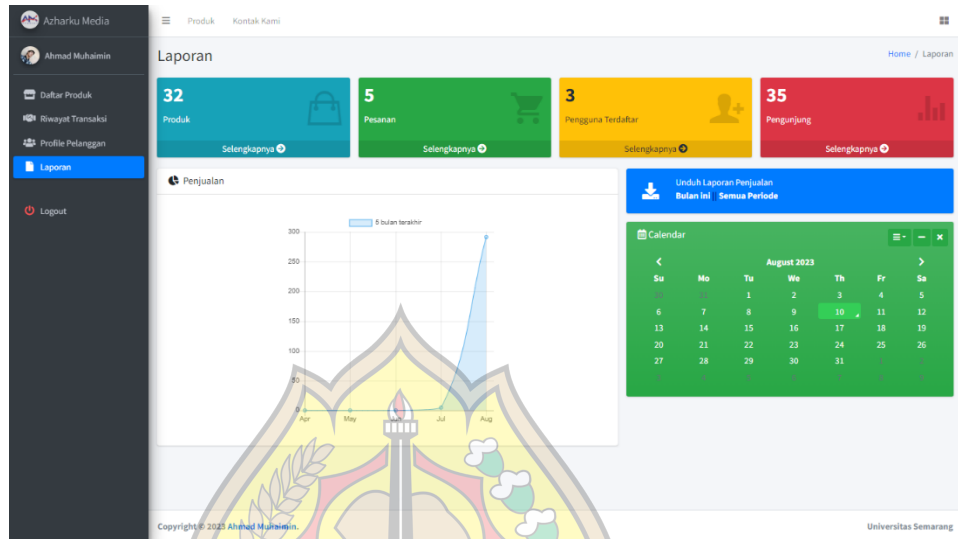 Azharku Media
Produk Kontak Kami
Ahmad Muhaimin
Daftar Produk
Riwayat Transaksi
Profile Pelanggan
Laporan
Logout
Laporan
Home / Laporan
32
Produk
Selengkapnya
5
Pesanan
Selengkapnya
3
Pengguna Terdaftar
Selengkapnya
35
Pengunjung
Selengkapnya
Penjualan
5 bulan terakhir
300
250
200
150
100
50
0
Apr May Jun Jul Aug
Unduh Laporan Penjualan
Bulan ini || Semua Periode
Calendar
August 2023
Su Mo Tu We Th Fr Sa
1 2 3 4 5
6 7 8 9 10 11 12
13 14 15 16 17 18 19
20 21 22 23 24 25 26
27 28 29 30 31
Copyright © 2023 Ahmad Muhaimin.
Universitas Semarang